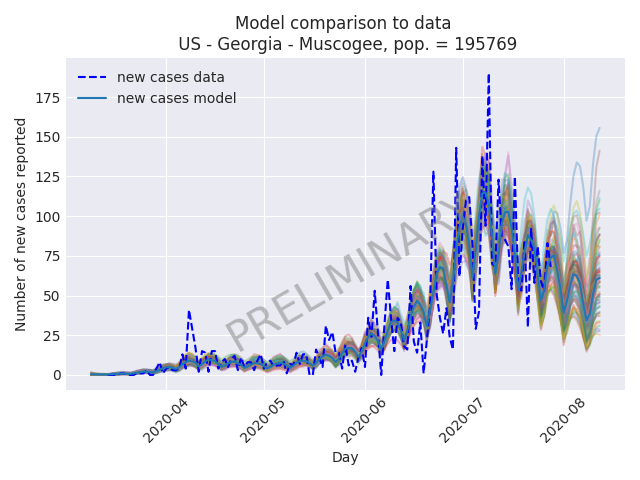 Model comparison to data
US - Georgia - Muscogee, pop. = 195769
new cases data
new cases model
Number of new cases reported
175
150
125
100
75
50
25
0
PRELIMINARY
2020-04
2020-05
2020-06
2020-07
2020-08
Day